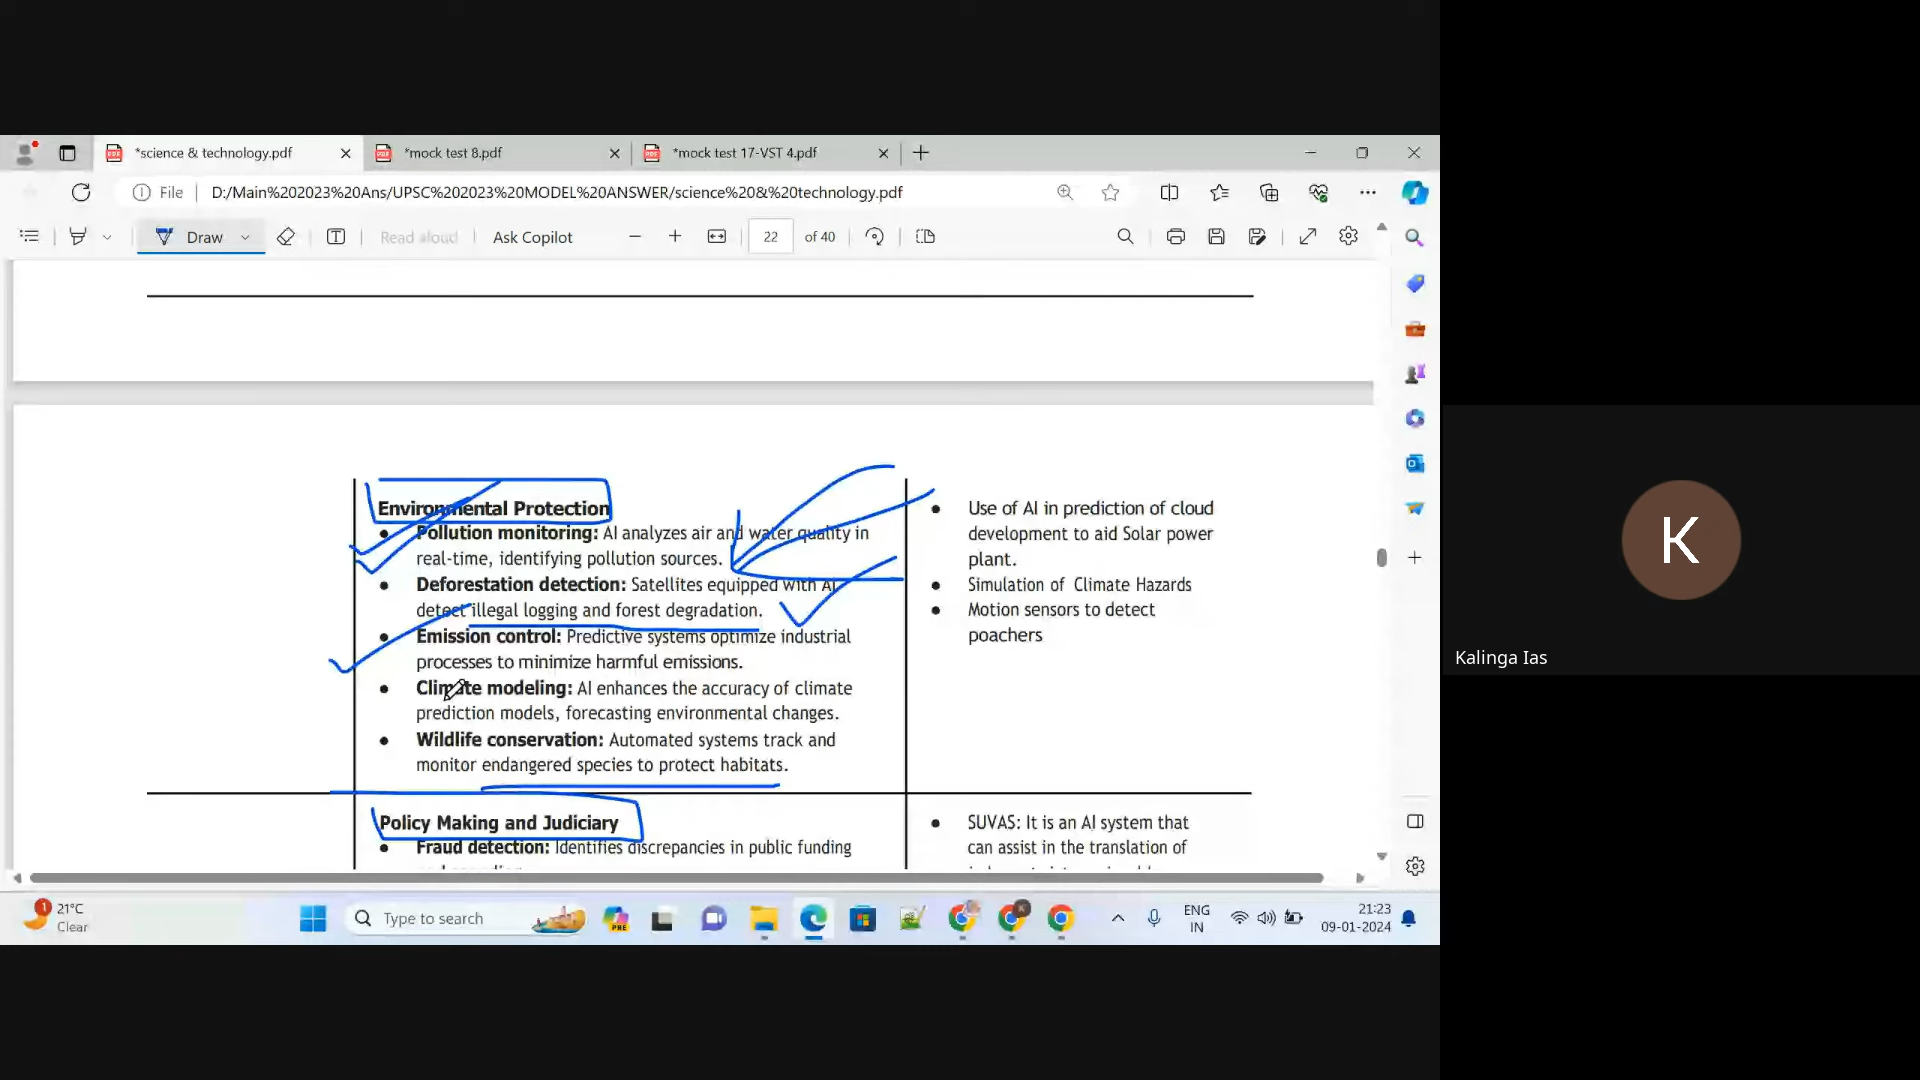 *science & technology.pdf
*mock test 8.pdf
*mock test 17-VST 4.pdf
File
D:/Main%202023%20Ans/UPSC%202023%20MODEL%20ANSWER/science%20&%20technology.pdf
Draw
Read aloud
Ask Copilot
22
of 40
Environmental Protection
Pollution monitoring: AI analyzes air and water quality in
real-time, identifying pollution sources.
Deforestation detection: Satellites equipped with AI
detect illegal logging and forest degradation.
Emission control: Predictive systems optimize industrial
processes to minimize harmful emissions.
Climate modeling: AI enhances the accuracy of climate
prediction models, forecasting environmental changes.
Wildlife conservation: Automated systems track and
monitor endangered species to protect habitats.
Use of AI in prediction of cloud
development to aid Solar power
plant.
Simulation of Climate Hazards
Motion sensors to detect
poachers
Policy Making and Judiciary
Fraud detection: Identifies discrepancies in public funding
SUVAS: It is an AI system that
can assist in the translation of
K
Kalinga Ias
1
21°C
Clear
Type to search
PRE
ENG
IN
21:23
09-01-2024